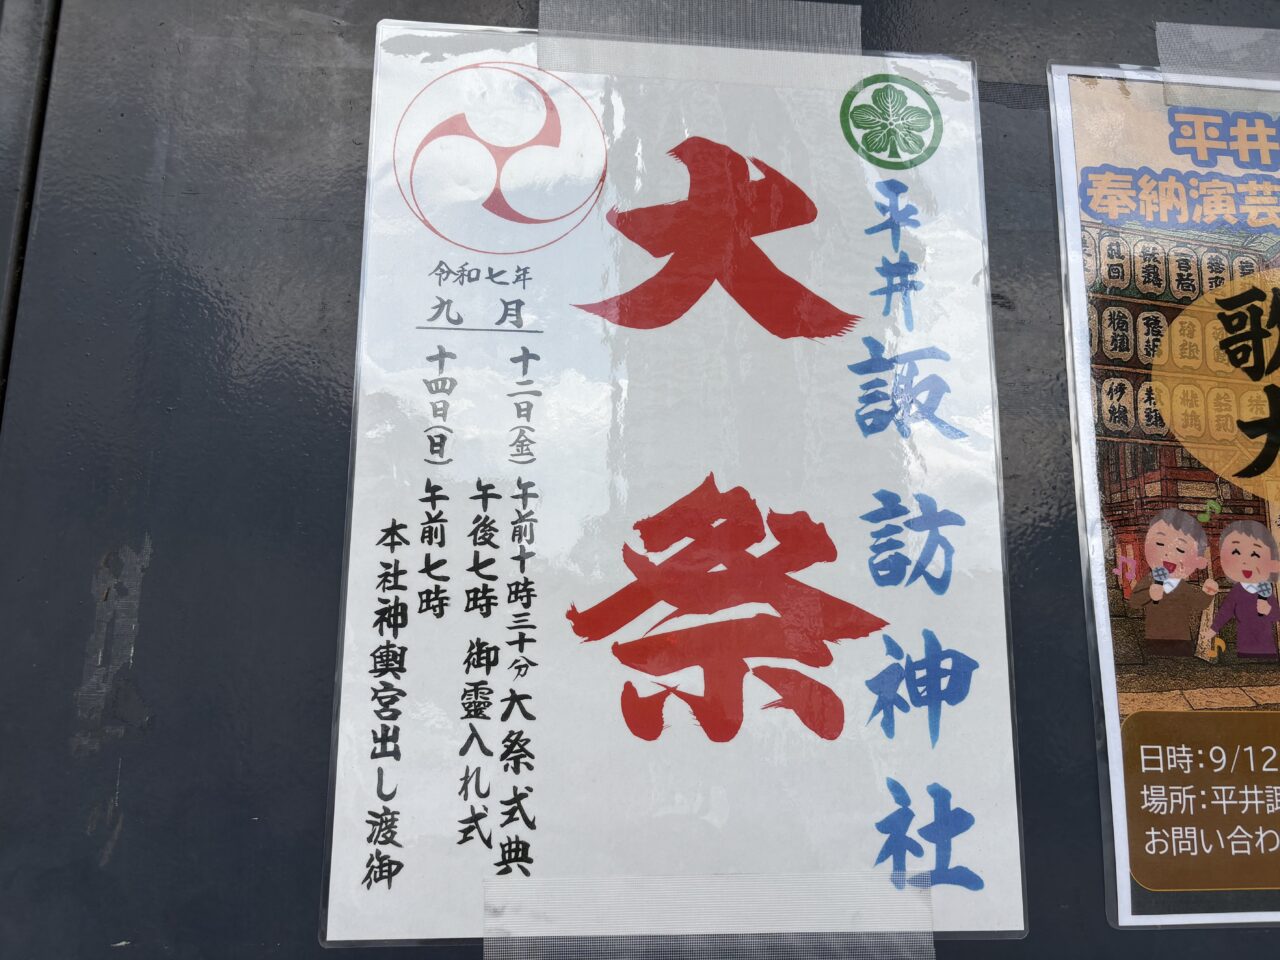 平井諏訪神社
大祭
令和七年
九月
十二日(金)午前十時三十分大祭式典
午後七時 御霊入札式
十四日(日)午前七時
本社神輿宮出し渡御
平井
奉納演芸
歌
大
日時:9/12
場所:平井諏
お問い合わ